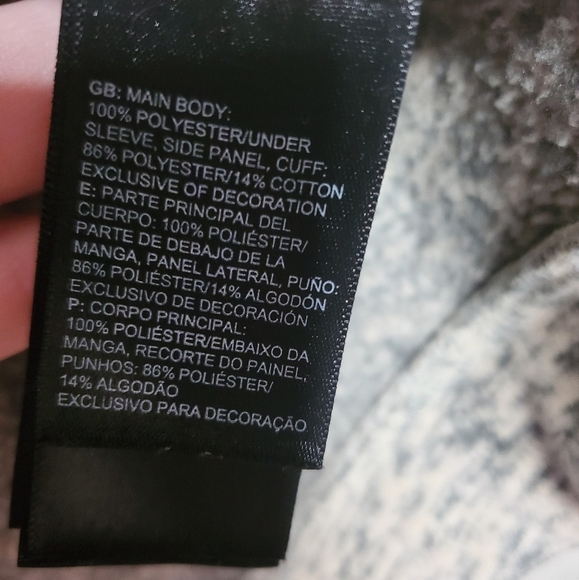 GB: MAIN BODY:
100% POLYESTER/UNDER
SLEEVE, SIDE PANEL, CUFF:
86% POLYESTER/14% COTTON
EXCLUSIVE OF DECORATION
E: PARTE PRINCIPAL DEL
CUERPO: 100% POLIÉSTER/
PARTE DE DEBAJO DE LA
MANGA, PANEL LATERAL, PUÑO:
86% POLIÉSTER/14% ALGODÓN
EXCLUSIVO DE DECORACIÓN
P: CORPO PRINCIPAL:
100% POLIÉSTER/EMBAIXO DA
MANGA, RECORTE DO PAINEL,
PUNHOS: 86% POLIÉSTER/
14% ALGODÃO
EXCLUSIVO PARA DECORAÇÃO